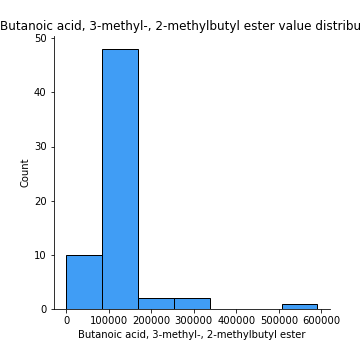 Butanoic acid, 3-methyl-, 2-methylbutyl ester value distribu
50
40
30
20
10
0
Count
0 100000 200000 300000 400000 500000 600000
Butanoic acid, 3-methyl-, 2-methylbutyl ester